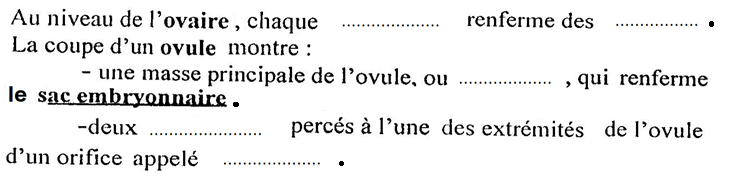 Au niveau de l'ovaire, chaque .................... renferme des ................. .
La coupe d'un ovule montre :
- une masse principale de l'ovule, ou ................... , qui renferme
le sac embryonnaire .
-deux ....................... percés à l'une des extrémités de l'ovule
d'un orifice appelé .................... .